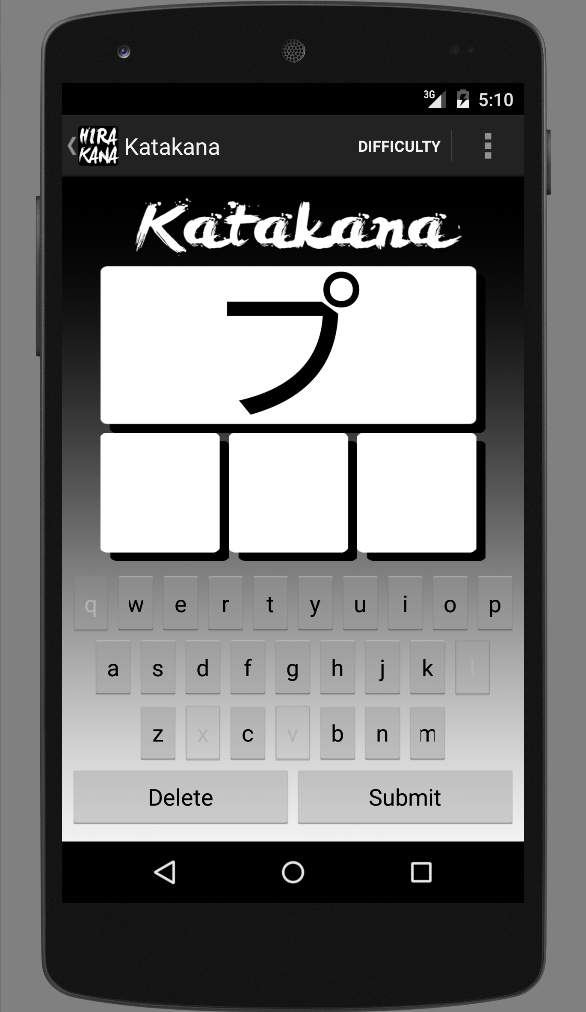 3G 5:10
HIRA
KANA
Katakana DIFFICULTY
Katakana
プ
q w e r t y u i o p
a s d f g h j k l
z x c v b n m
Delete Submit